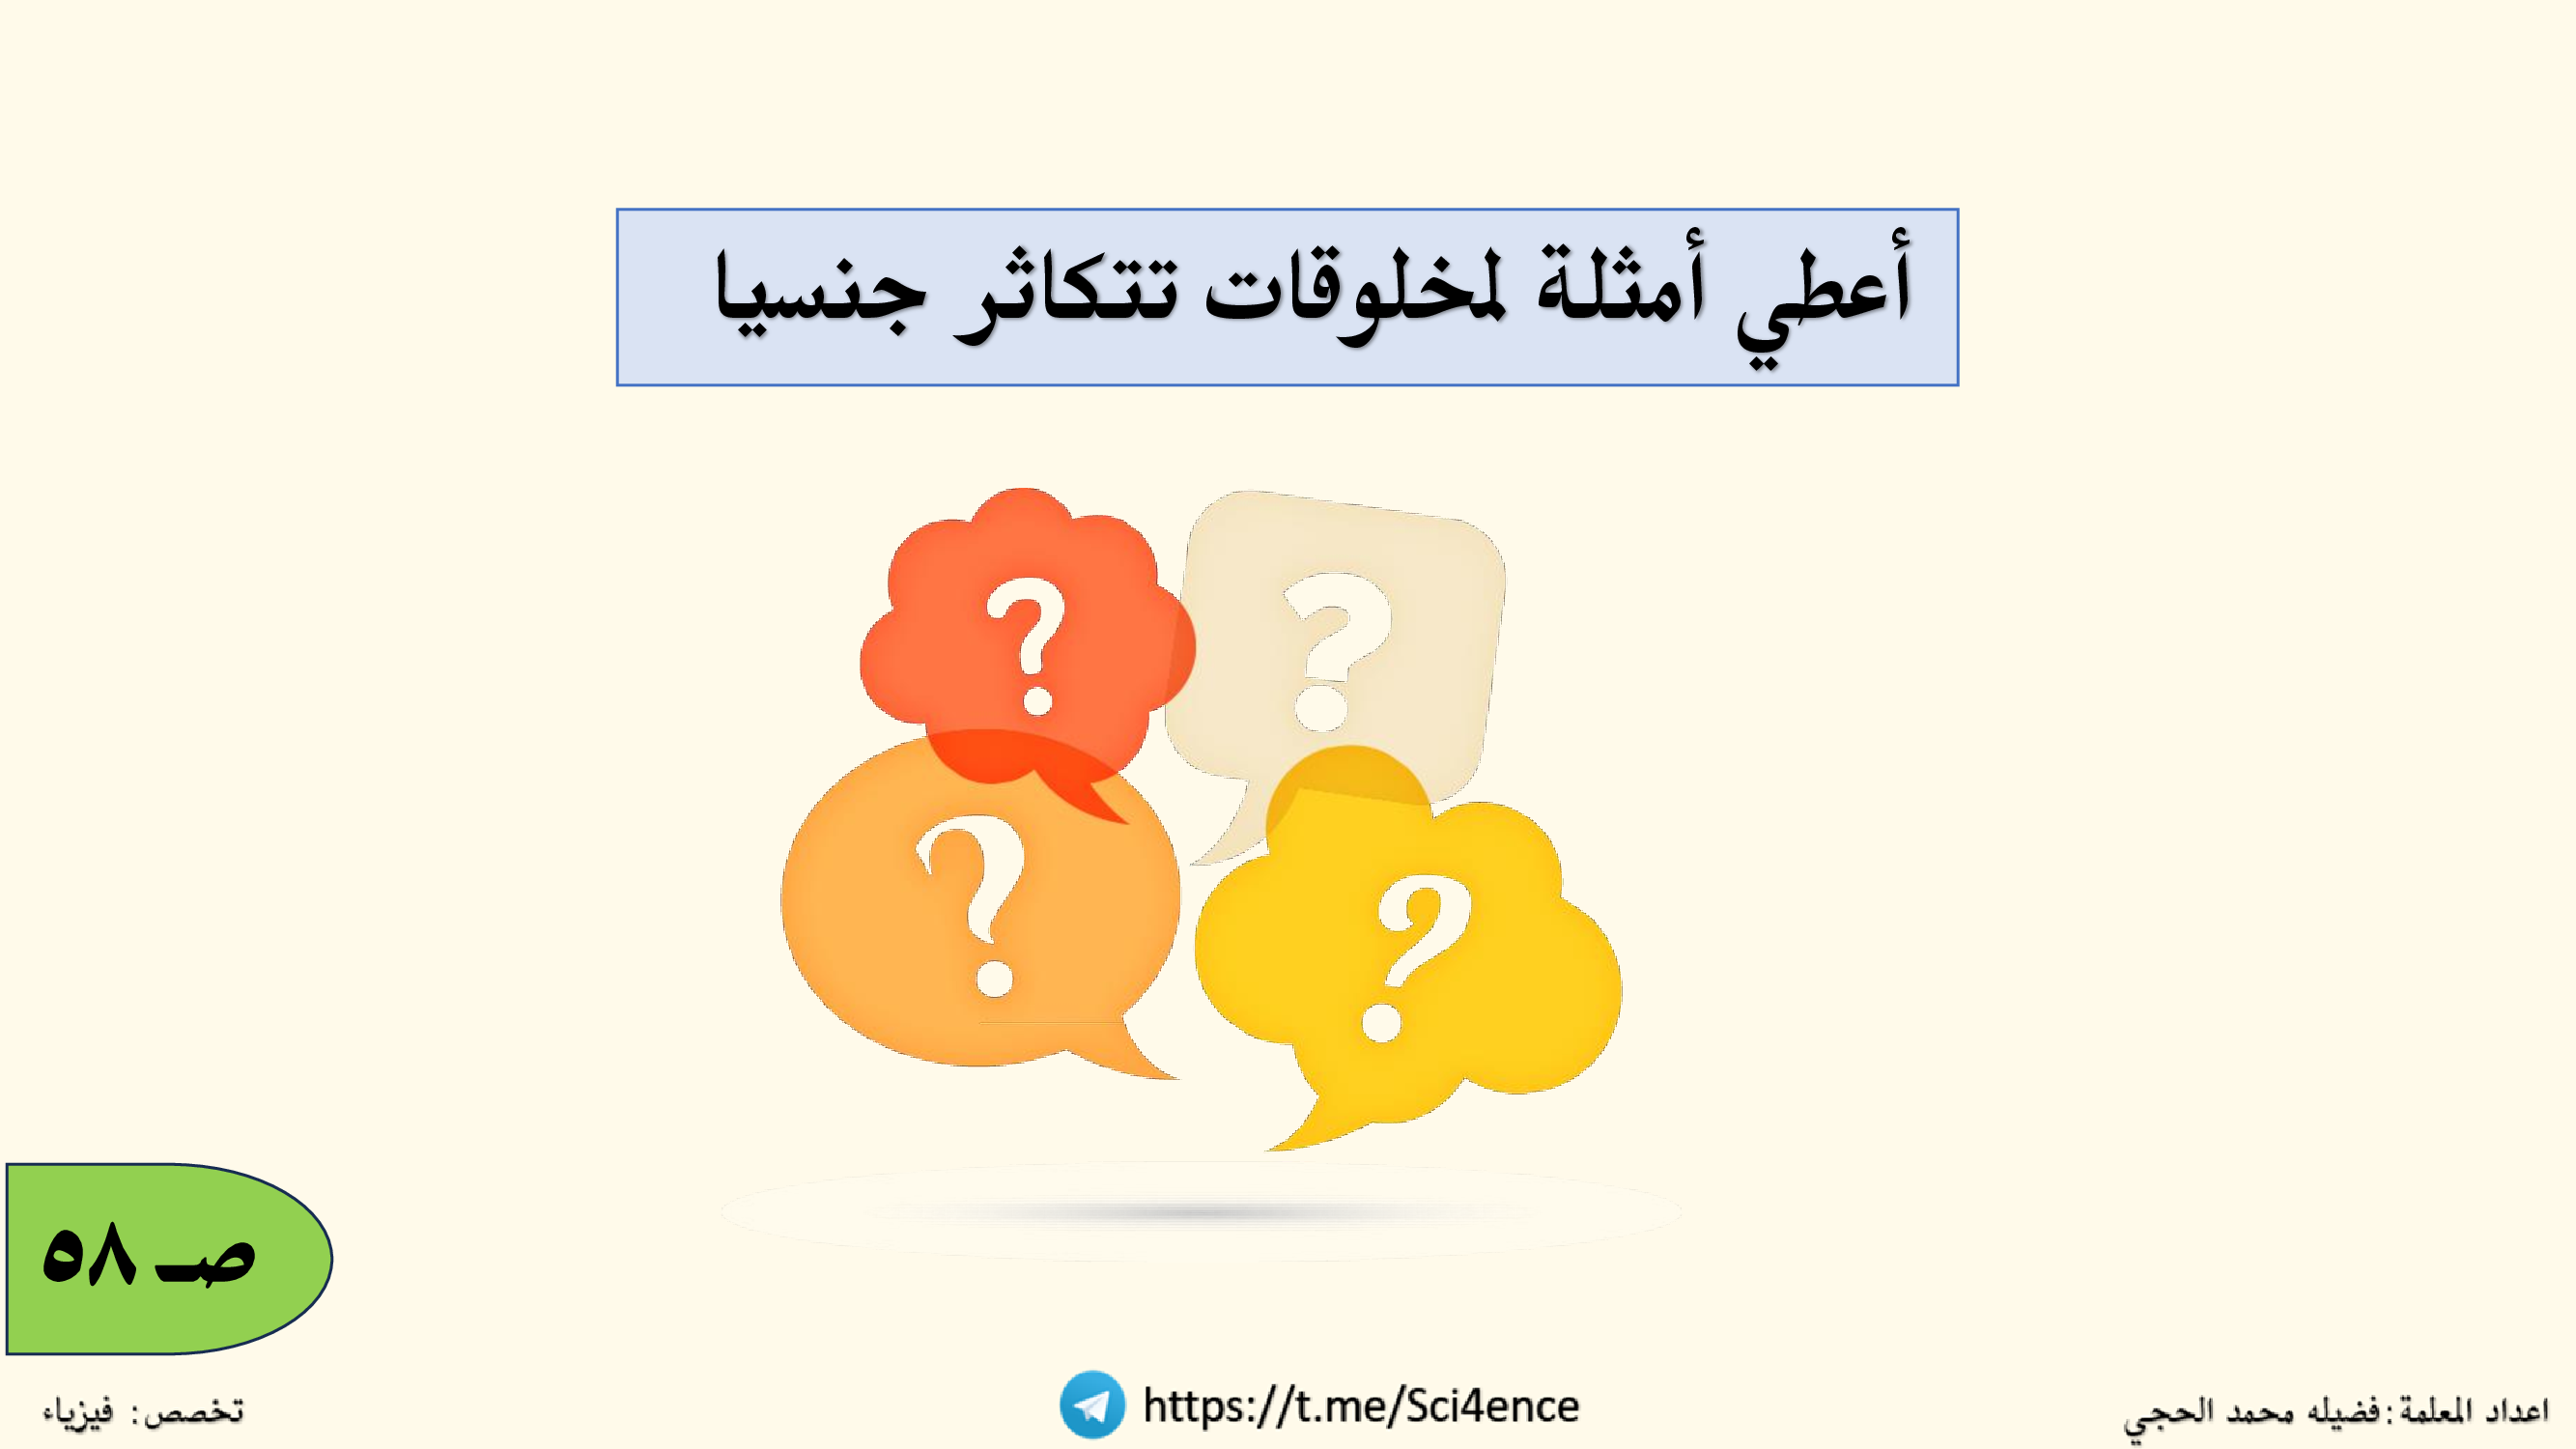 أعطي أمثلة لمخلوقات تتكاثر جنسيا
?
?
?
?
صـ ٥٨
اعداد المعلمة:فضيله محمد الحجي
https://t.me/Sci4ence
تخصص: فيزياء